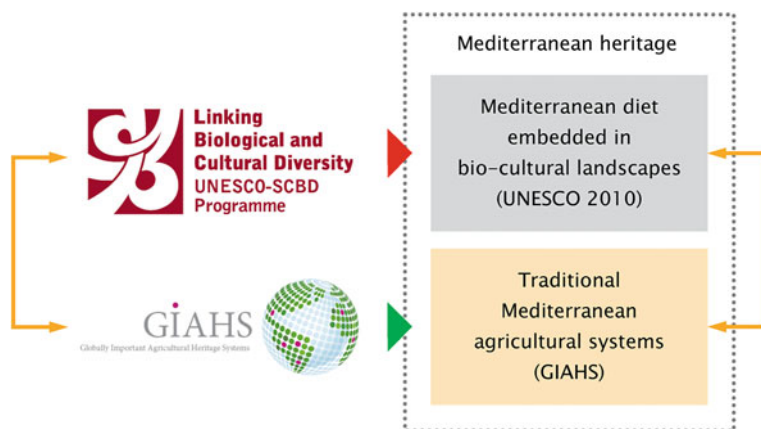 Mediterranean heritage
Linking
Biological and
Cultural Diversity
UNESCO-SCBD
Programme
Mediterranean diet
embedded in
bio-cultural landscapes
(UNESCO 2010)
GIAHS
Globally Important Agricultural Heritage Systems
Traditional
Mediterranean
agricultural systems
(GIAHS)